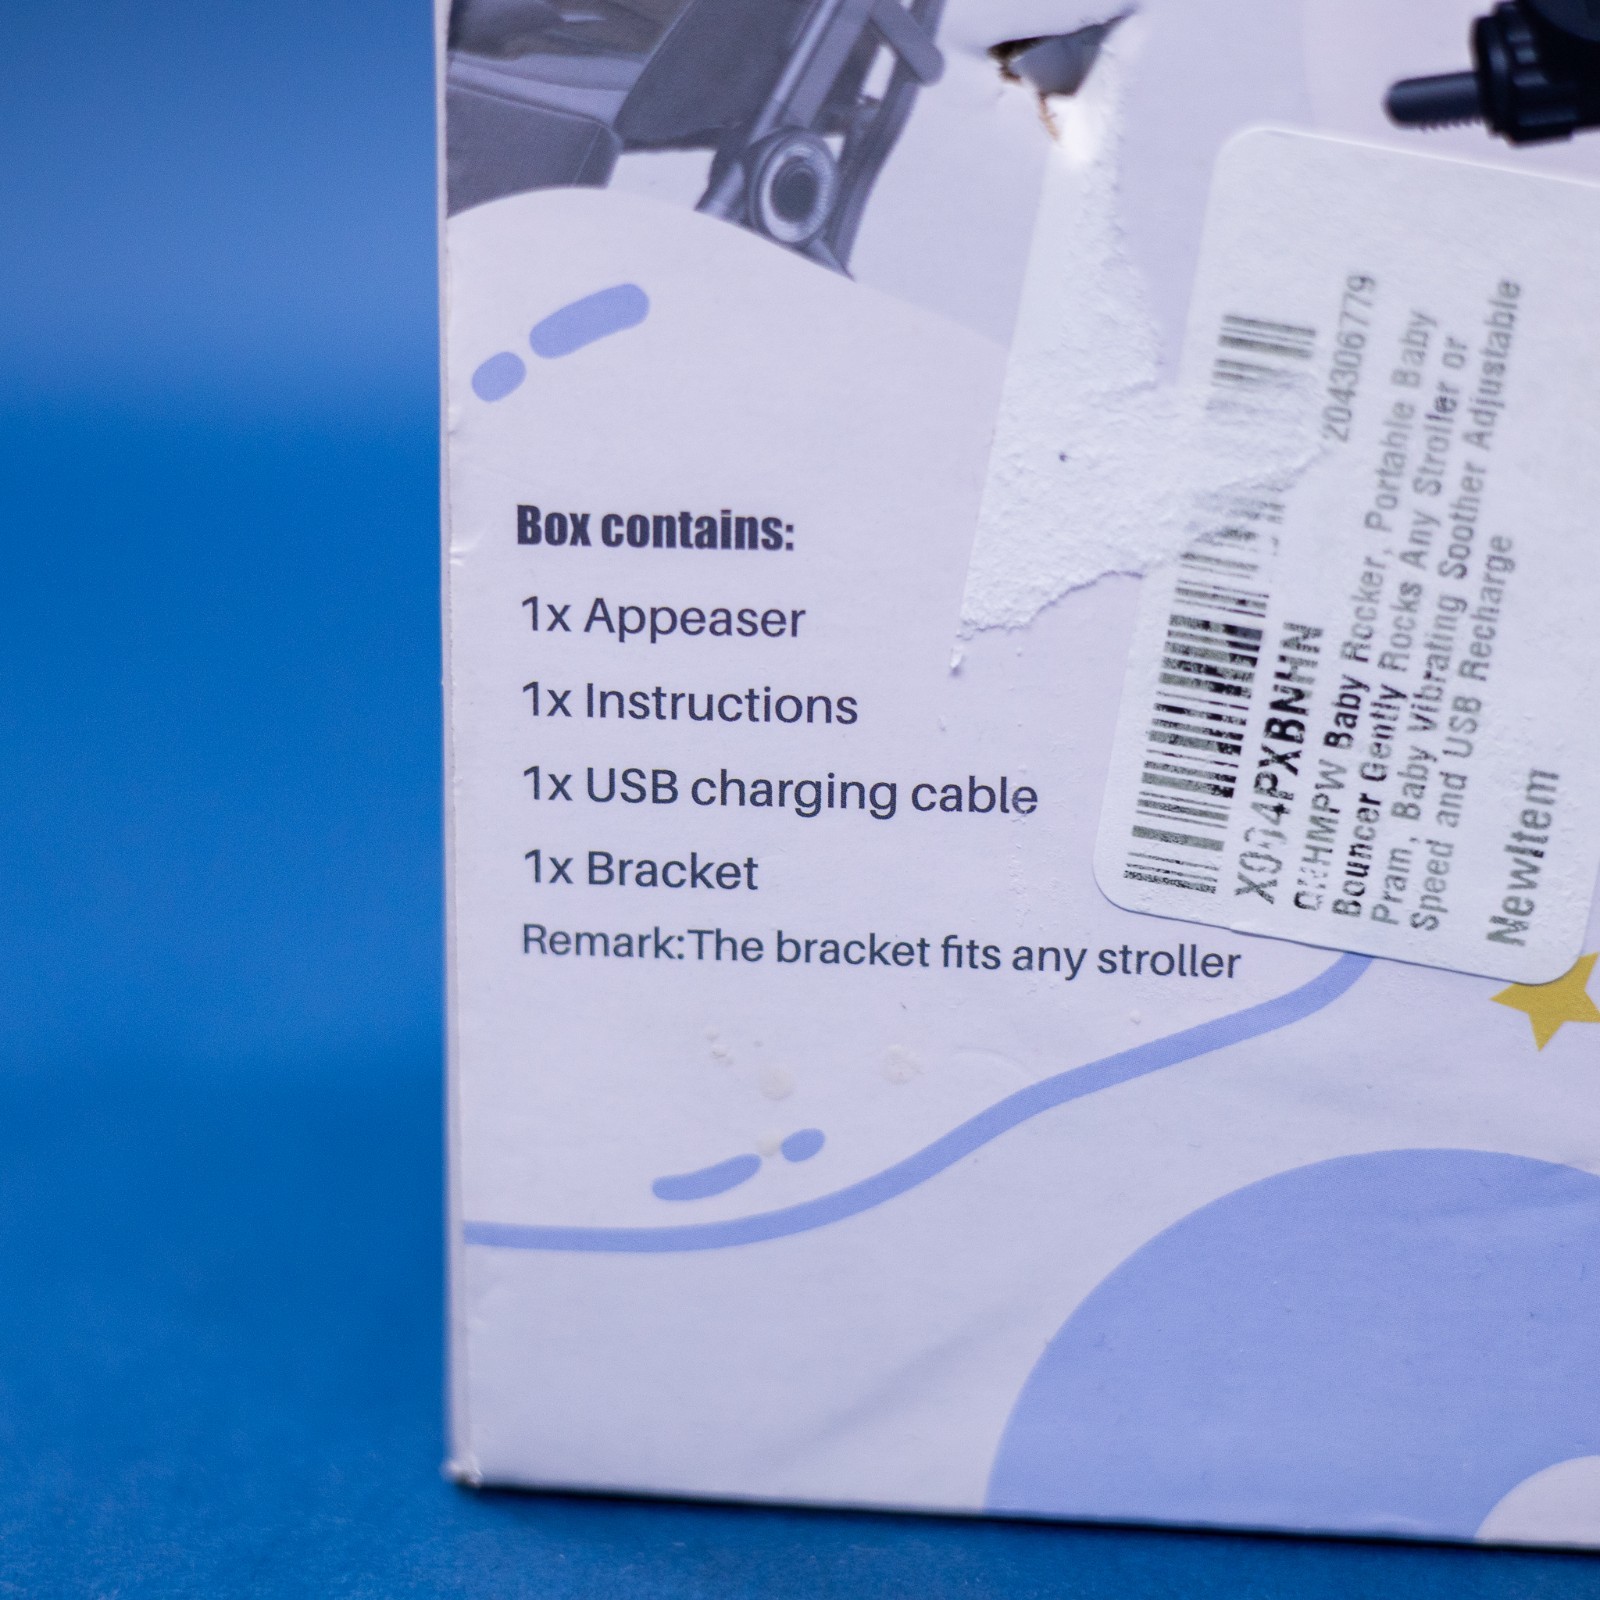 Box contains:
1x Appeaser
1x Instructions
1x USB charging cable
1x Bracket
Remark:The bracket fits any stroller
204306779
X004PXBNHN
Baby Rocker, Portable Baby
Bouncer Gently Rocks Any Stroller or
Pram, Baby Vibrating Soother Adjustable
Speed and USB Recharge
NewItem